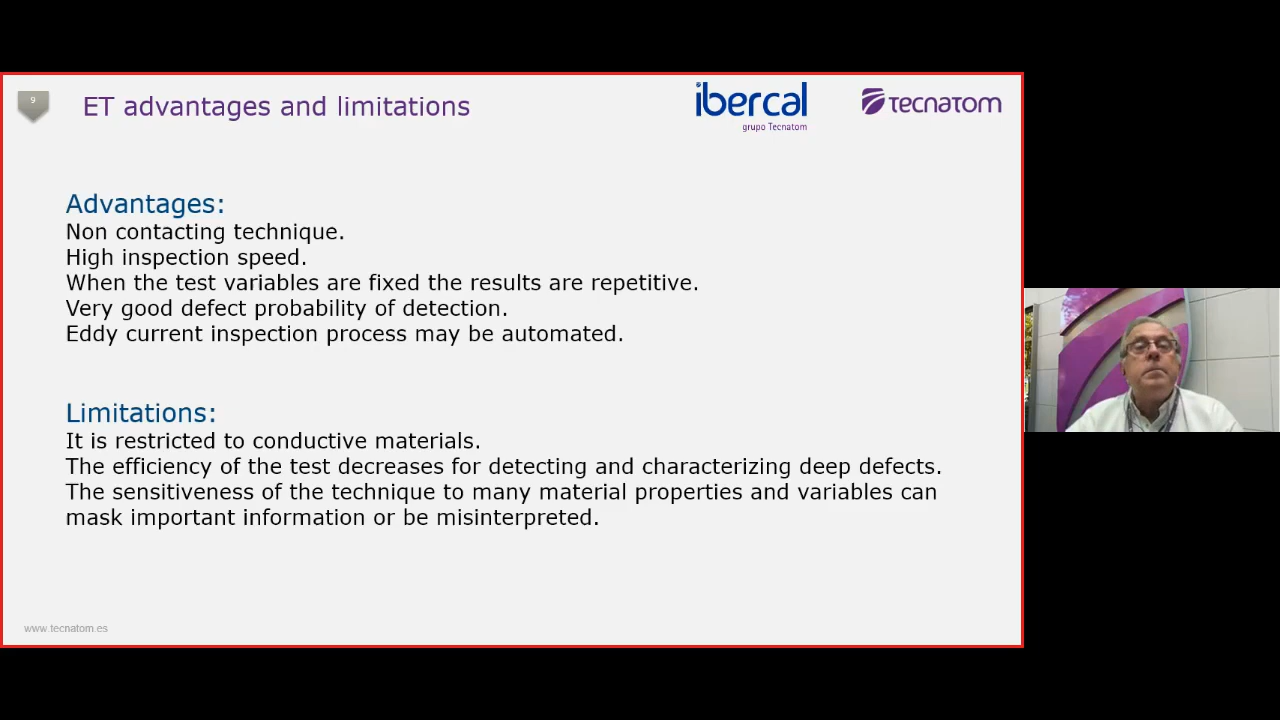 9
ET advantages and limitations
ibercal
grupo Tecnatom
tecnatom
Advantages:
Non contacting technique.
High inspection speed.
When the test variables are fixed the results are repetitive.
Very good defect probability of detection.
Eddy current inspection process may be automated.
Limitations:
It is restricted to conductive materials.
The efficiency of the test decreases for detecting and characterizing deep defects.
The sensitiveness of the technique to many material properties and variables can
mask important information or be misinterpreted.
www.tecnatom.es